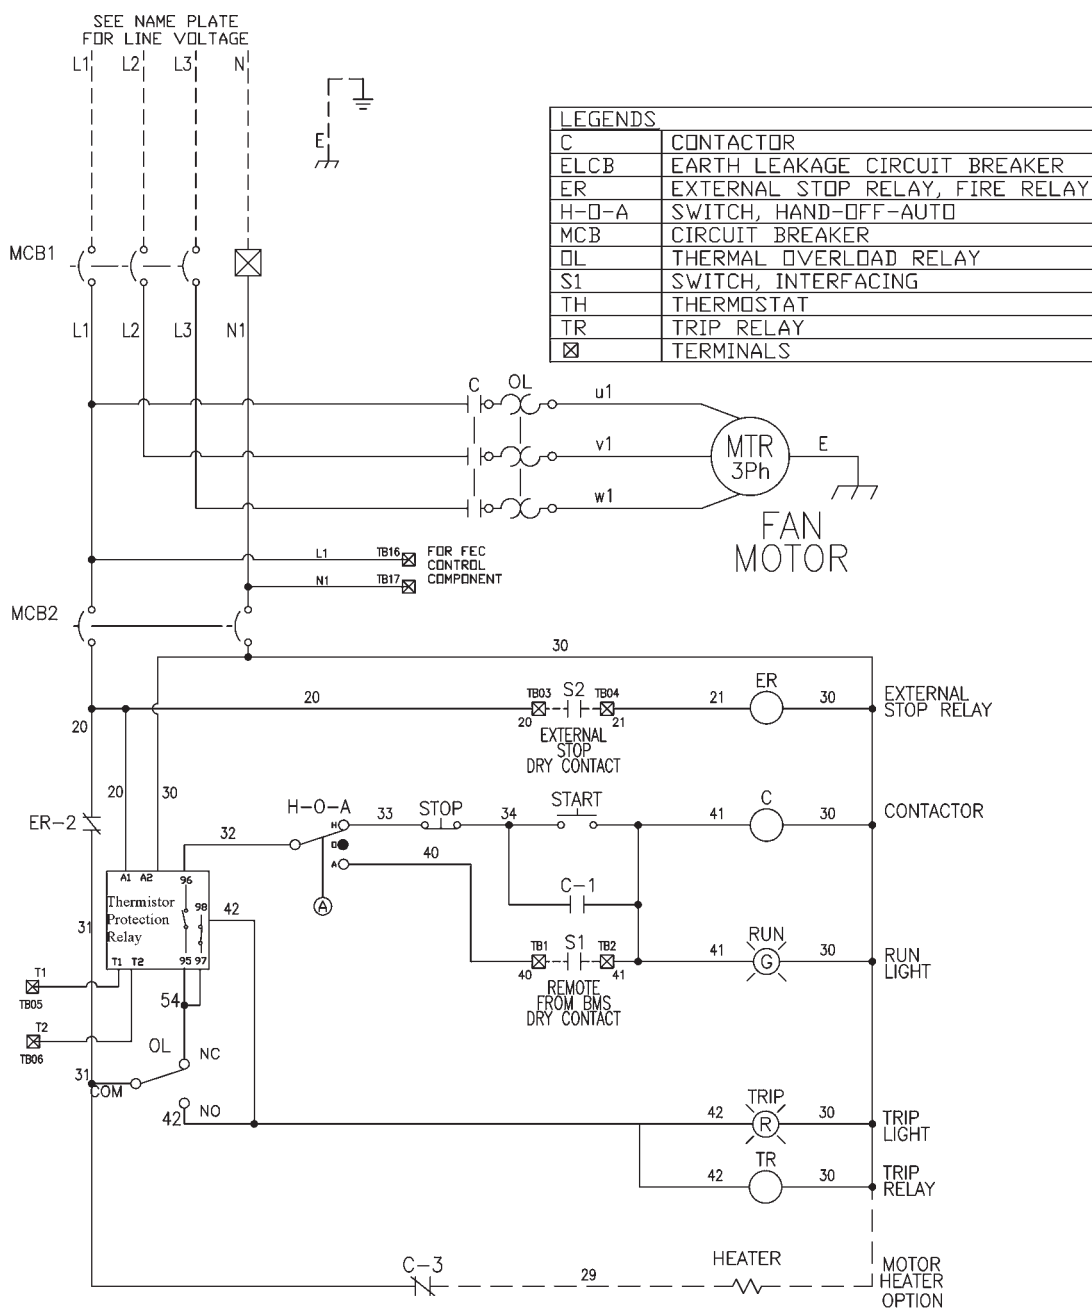 SEE NAME PLATE
FOR LINE VOLTAGE
L1 L2 L3 N
E
LEGENDS
C CONTACTOR
ELCB EARTH LEAKAGE CIRCUIT BREAKER
ER EXTERNAL STOP RELAY, FIRE RELAY
H-O-A SWITCH, HAND-OFF-AUTO
MCB CIRCUIT BREAKER
OL THERMAL OVERLOAD RELAY
S1 SWITCH, INTERFACING
TH THERMOSTAT
TR TRIP RELAY
TERMINALS
MCB1
L1 L2 L3 N1
C OL u1
v1
w1
MTR
3Ph
E
FAN
MOTOR
L1 TB16
N1 TB17
FOR FEC
CONTROL
COMPONENT
MCB2
30
20 20 TB03 S2 TB04 21 ER 30
20 21
EXTERNAL
STOP
DRY CONTACT
EXTERNAL
STOP RELAY
20 30
ER-2
32 H-O-A 33 STOP 34 START 41 C 30
CONTACTOR
H
O
A 40
A
C-1
A1 A2 96
Thermistor
Protection
Relay
98 42
T1 T2 95 97
31
TB1 S1 TB2 41 RUN 30
G
40 41
REMOTE
FROM BMS
DRY CONTACT
RUN
LIGHT
T1
TB05
T2
TB06
54
OL NC
31
COM
42 NO
42 TRIP 30
R
TRIP
LIGHT
42 TR 30
TRIP
RELAY
C-3 29 HEATER
MOTOR
HEATER
OPTION